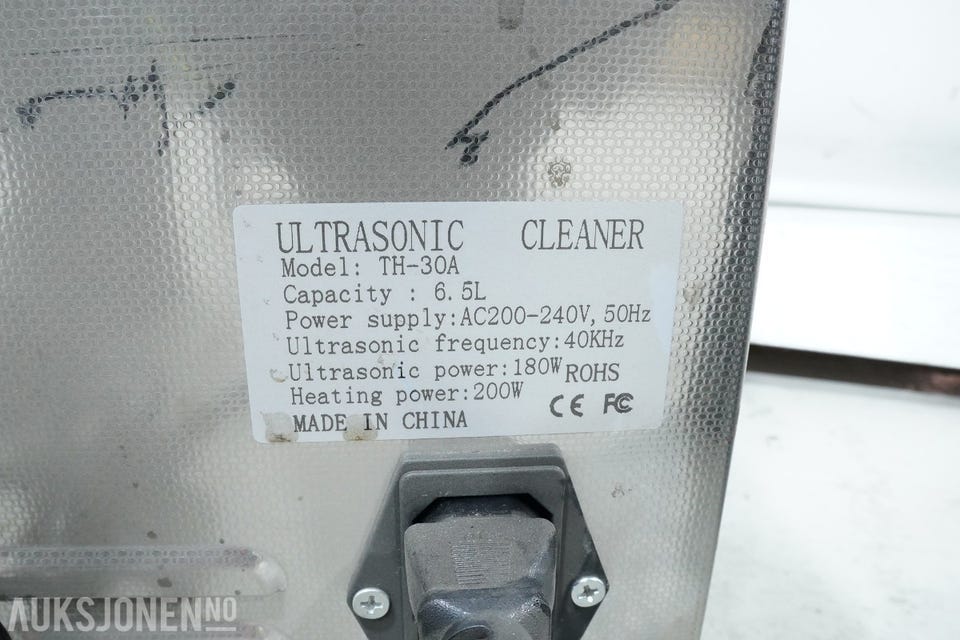 ULTRASONIC CLEANER
Model: TH-30A
Capacity : 6.5L
Power supply:AC200-240V,50Hz
Ultrasonic frequency:40KHz
Ultrasonic power:180W ROHS
Heating power:200W
CE FC
MADE IN CHINA
AUKSJONEN.NO